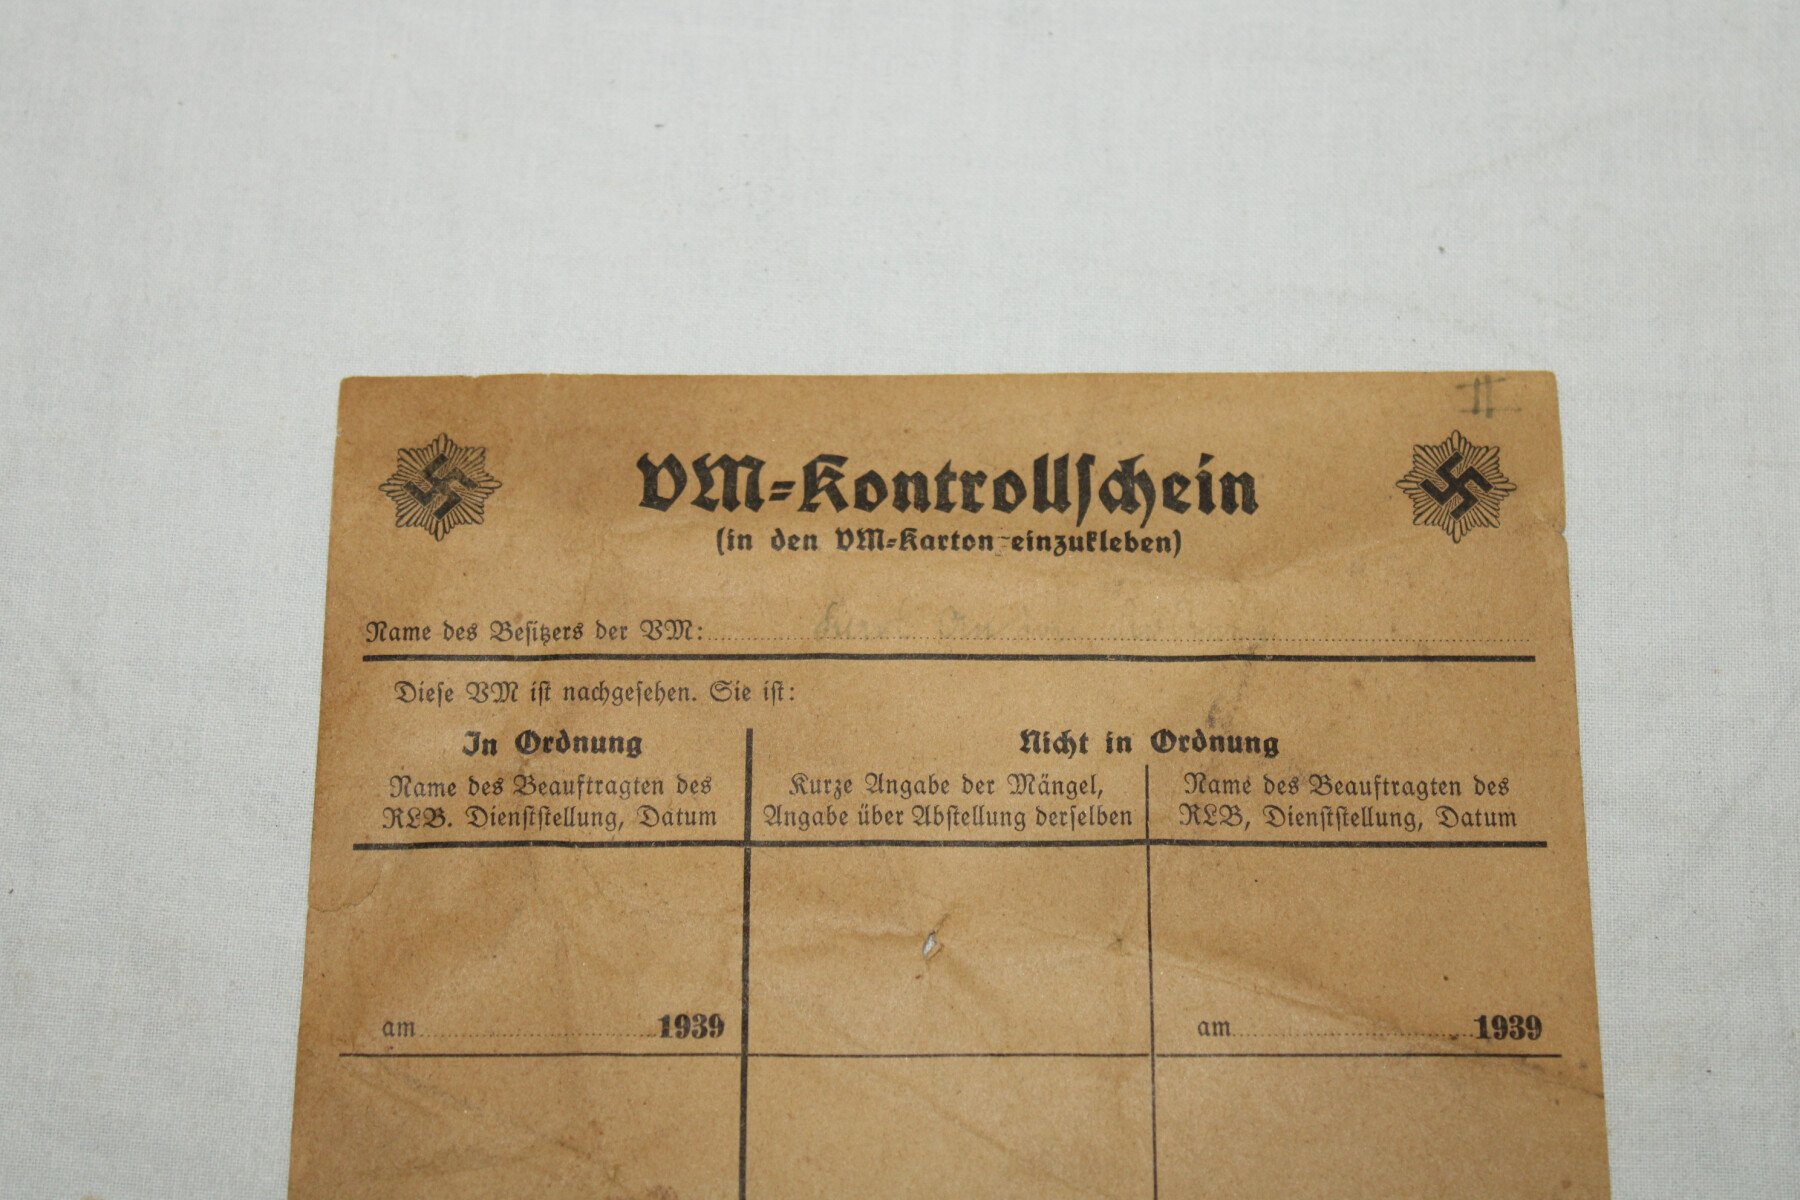 II
VM-Kontrollschein
(in den VM-Karton einzukleben)
Name des Besitzers der VM:
Diese VM ist nachgesehen. Sie ist:
In Ordnung
Name des Beauftragten des
RLB. Dienststellung, Datum
Nicht in Ordnung
Kurze Angabe der Mängel,
Angabe über Abstellung derselben
Name des Beauftragten des
RLB, Dienststellung, Datum
am 1939
am 1939